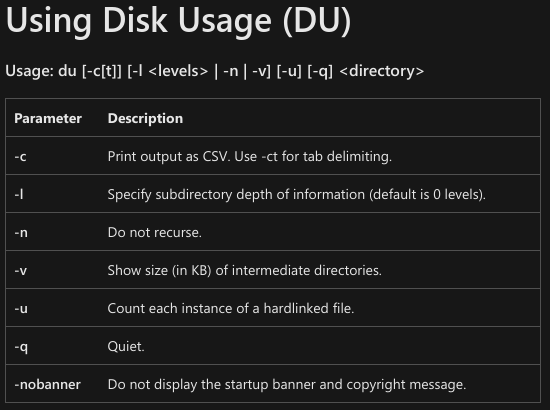 Using Disk Usage (DU)
Usage: du [-c[t]] [-l <levels> | -n | -v] [-u] [-q] <directory>
Parameter Description
-c Print output as CSV. Use -ct for tab delimiting.
-l Specify subdirectory depth of information (default is 0 levels).
-n Do not recurse.
-v Show size (in KB) of intermediate directories.
-u Count each instance of a hardlinked file.
-q Quiet.
-nobanner Do not display the startup banner and copyright message.